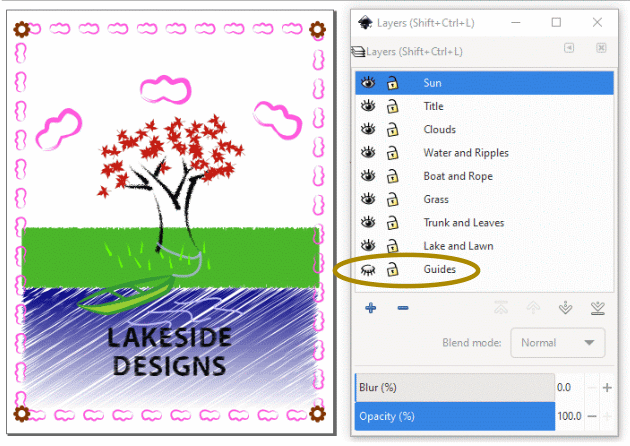 Layers (Shift+Ctrl+L)
Layers (Shift+Ctrl+L)
Sun
Title
Clouds
Water and Ripples
Boat and Rope
Grass
Trunk and Leaves
Lake and Lawn
Guides
Blend mode: Normal
Blur (%) 0.0
Opacity (%) 100.0
LAKESIDE
DESIGNS